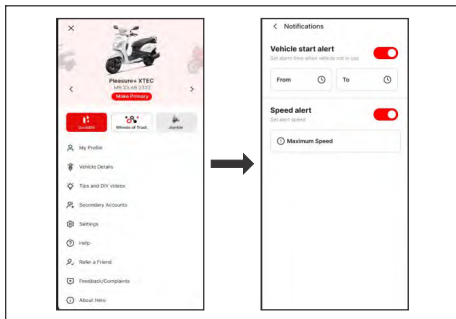 Pleasure+ XTEC
Make Primary
Wheels of Trust
My Profile
Vehicle Details
Tips and DIY videos
Secondary Accounts
Settings
Help
Refer a Friend
Feedback/Complaints
About Hero
Notifications
Vehicle start alert
Set alarm time when vehicle not in use
From
To
Speed alert
Set alert speed
Maximum Speed